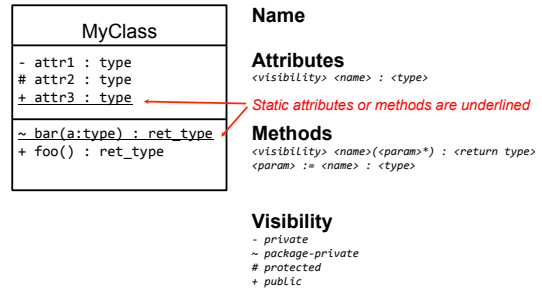 MyClass
- attr1 : type
# attr2 : type
+ attr3 : type
~ bar(a:type) : ret_type
+ foo() : ret_type
Name
Attributes
<visibility> <name> : <type>
Static attributes or methods are underlined
Methods
<visibility> <name>(<param>*) : <return type>
<param> := <name> : <type>
Visibility
- private
~ package-private
# protected
+ public